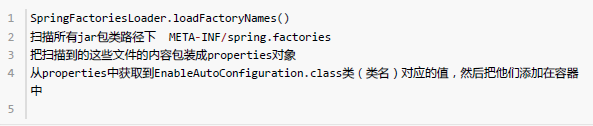 1 SpringFactoriesLoader.loadFactoryNames()
2 扫描所有jar包类路径下  META-INF/spring.factories
3 把扫描到的这些文件的内容包装成properties对象
4 从properties中获取到EnableAutoConfiguration.class类（类名）对应的值，然后把他们添加在容器
中
5